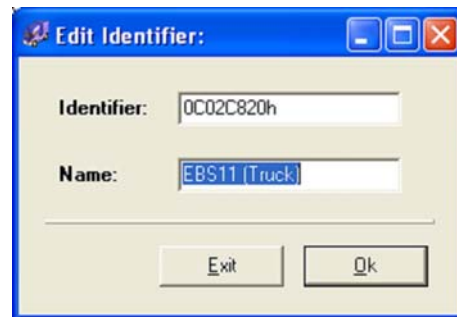 Edit Identifier:
Identifier: 0C02C820h
Name: EBS11 (Truck)
Exit Ok